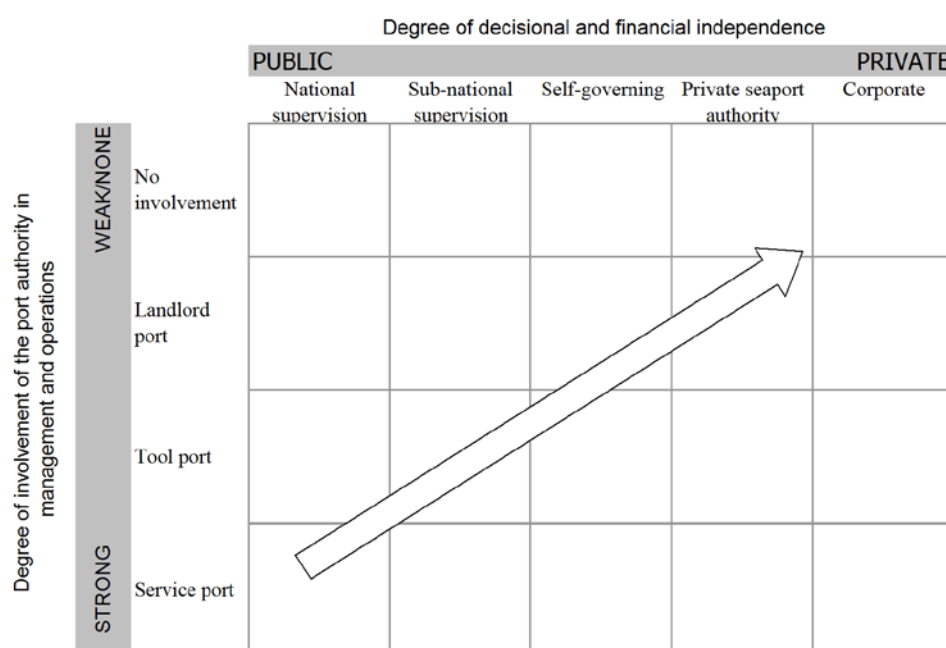 Degree of decisional and financial independence
PUBLIC PRIVATE
National supervision
Sub-national supervision
Self-governing
Private seaport authority
Corporate
Degree of involvement of the port authority in
management and operations
WEAK/NONE
STRONG
No
involvement
Landlord
port
Tool port
Service port